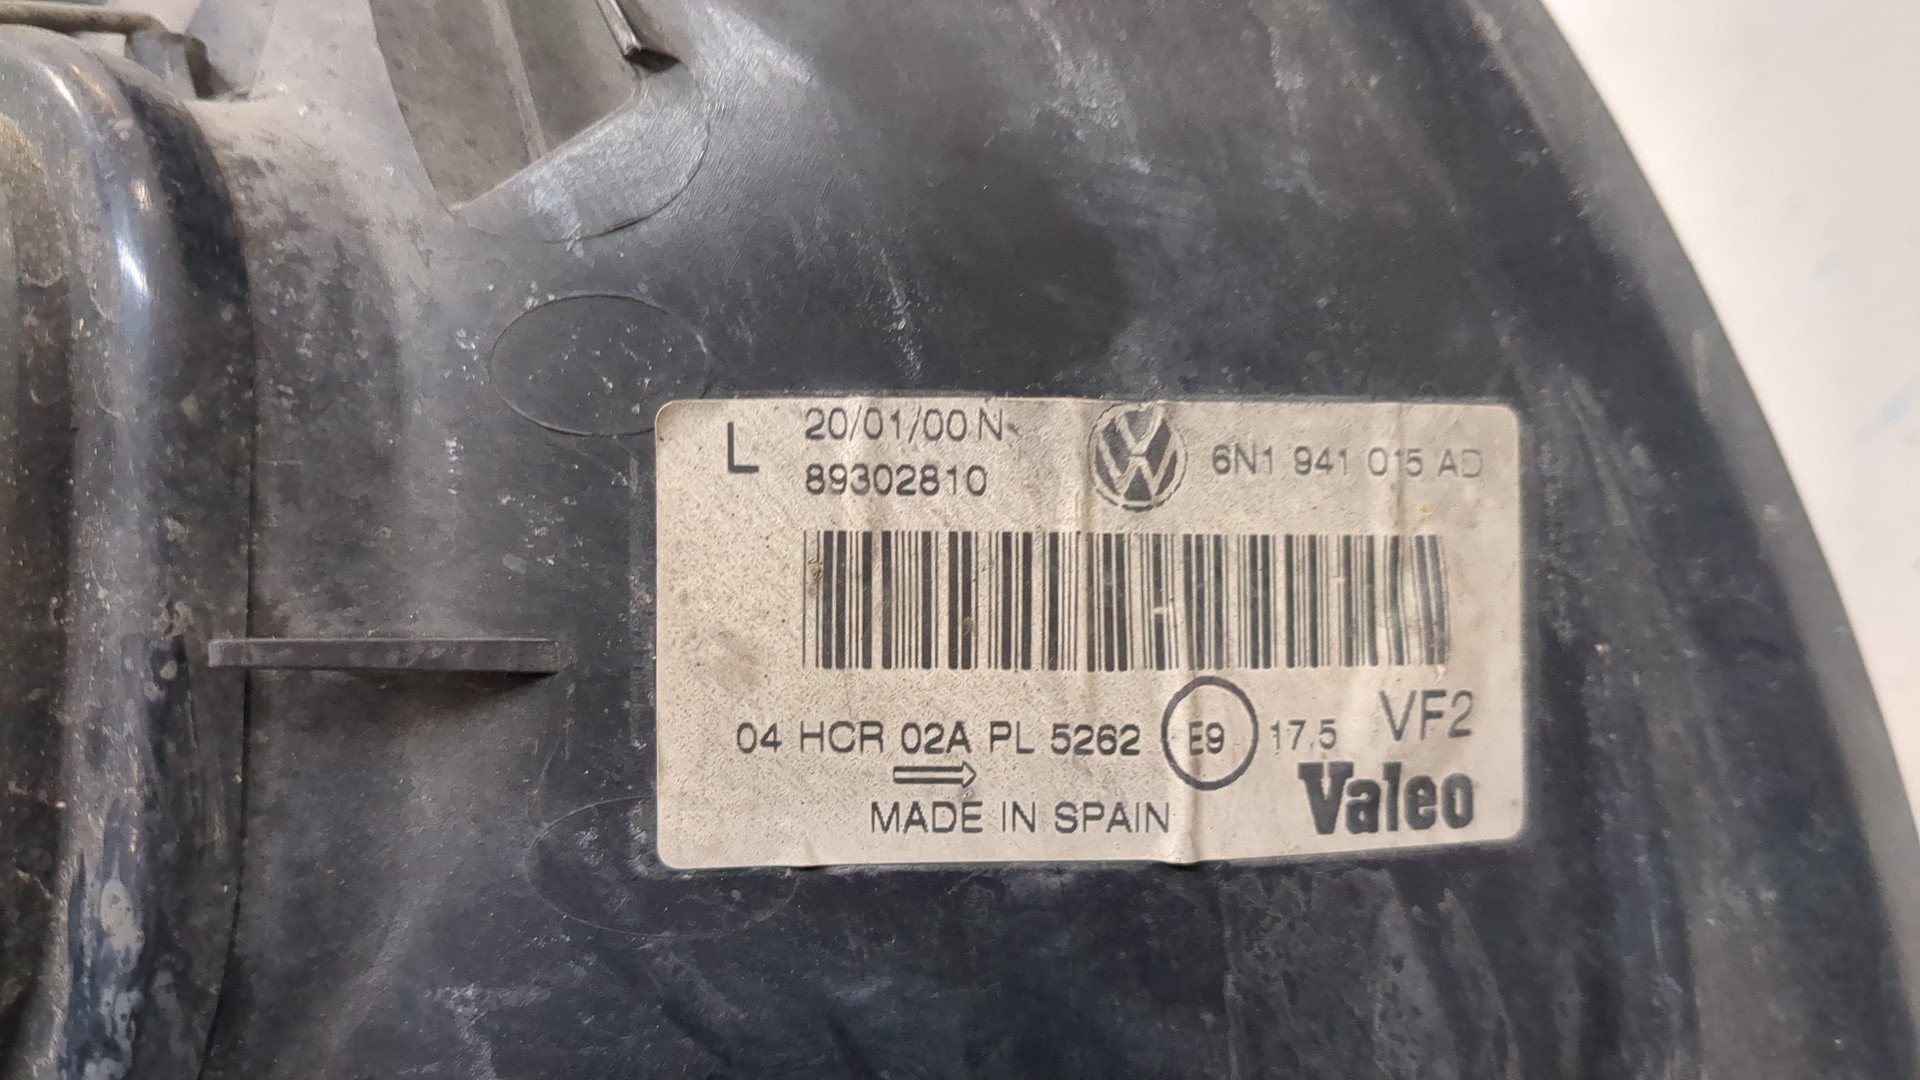 L
20/01/00 N
89302810
6N1 941 015 AD
04 HCR 02A PL 5262 E9 17.5 VF2
MADE IN SPAIN
Valeo